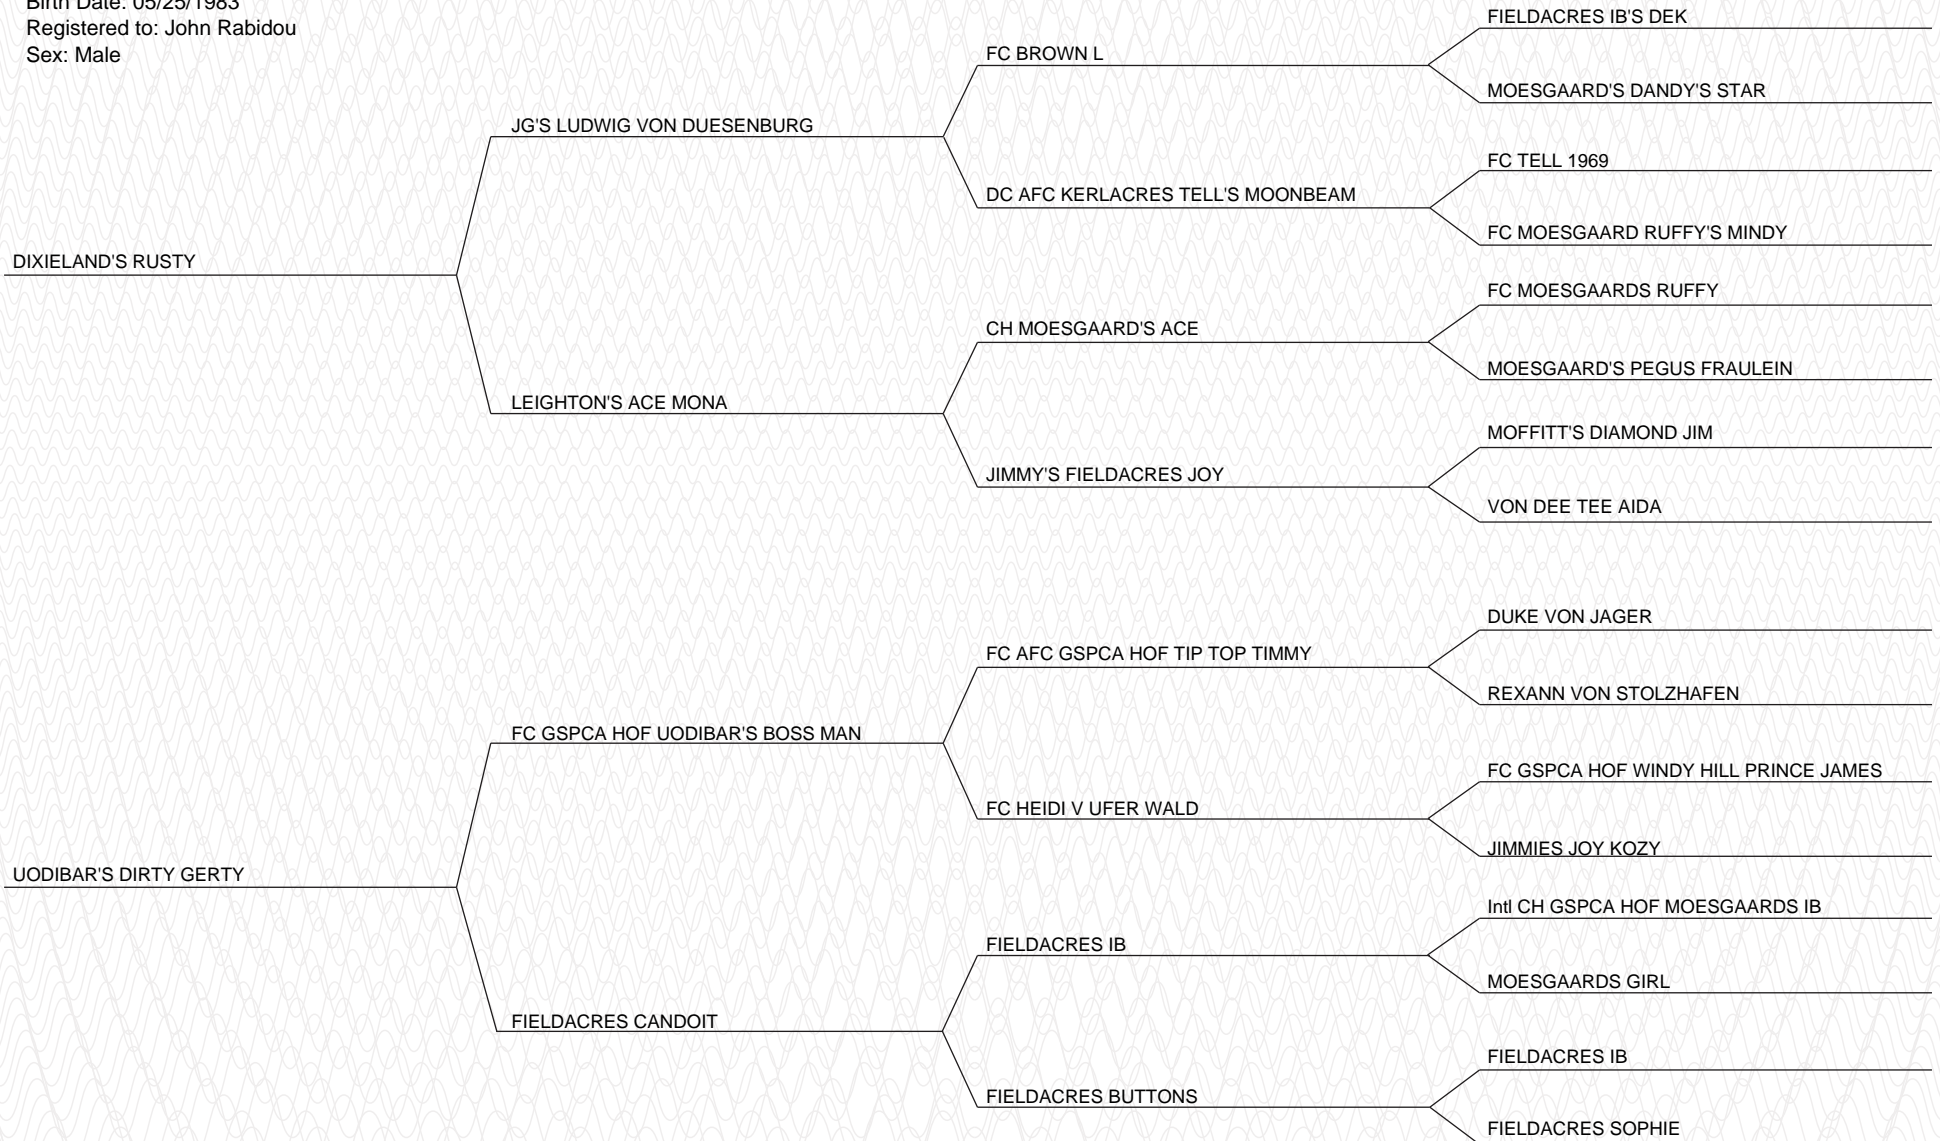 Birth Date: 05/25/1983
Registered to: John Rabidou
Sex: Male
DIXIELAND'S RUSTY
UODIBAR'S DIRTY GERTY
JG'S LUDWIG VON DUESENBURG
LEIGHTON'S ACE MONA
FC GSPCA HOF UODIBAR'S BOSS MAN
FIELDACRES CANDOIT
FC BROWN L
DC AFC KERLACRES TELL'S MOONBEAM
CH MOESGAARD'S ACE
JIMMY'S FIELDACRES JOY
FC AFC GSPCA HOF TIP TOP TIMMY
FC HEIDI V UFER WALD
FIELDACRES IB
FIELDACRES BUTTONS
FIELDACRES IB'S DEK
MOESGAARD'S DANDY'S STAR
FC TELL 1969
FC MOESGAARD RUFFY'S MINDY
FC MOESGAARDS RUFFY
MOESGAARD'S PEGUS FRAULEIN
MOFFITT'S DIAMOND JIM
VON DEE TEE AIDA
DUKE VON JAGER
REXANN VON STOLZHAFEN
FC GSPCA HOF WINDY HILL PRINCE JAMES
JIMMIES JOY KOZY
Intl CH GSPCA HOF MOESGAARDS IB
MOESGAARDS GIRL
FIELDACRES IB
FIELDACRES SOPHIE